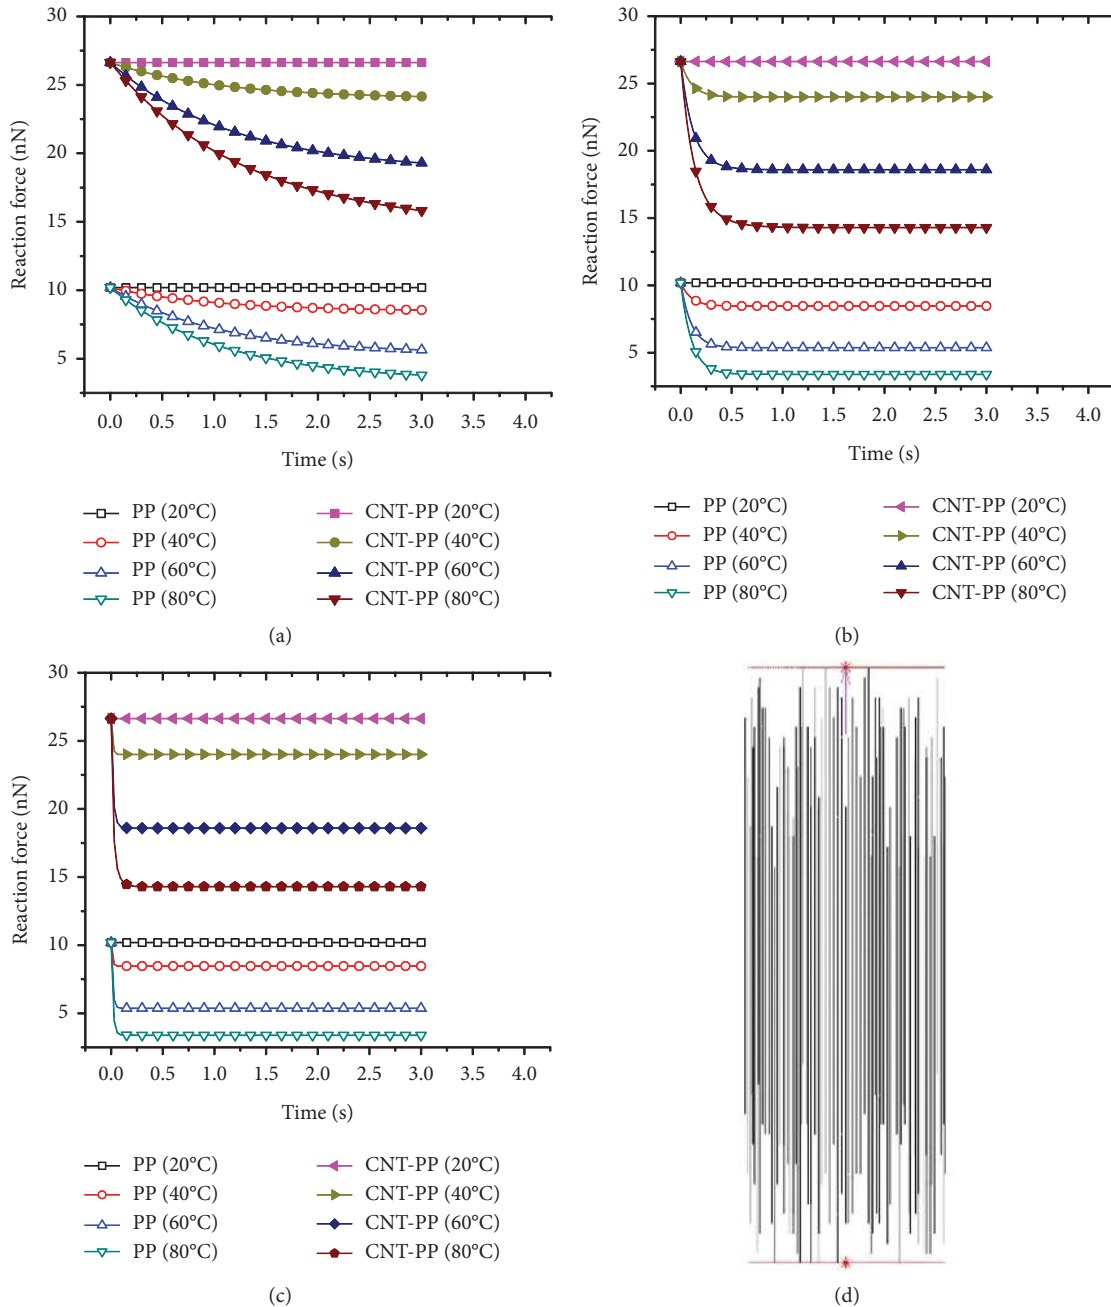 30
25
20
15
10
5
Reaction force (nN)
0.0 0.5 1.0 1.5 2.0 2.5 3.0 3.5 4.0
Time (s)
PP (20°C) CNT-PP (20°C)
PP (40°C) CNT-PP (40°C)
PP (60°C) CNT-PP (60°C)
PP (80°C) CNT-PP (80°C)
(a)
30
25
20
15
10
5
Reaction force (nN)
0.0 0.5 1.0 1.5 2.0 2.5 3.0 3.5 4.0
Time (s)
PP (20°C) CNT-PP (20°C)
PP (40°C) CNT-PP (40°C)
PP (60°C) CNT-PP (60°C)
PP (80°C) CNT-PP (80°C)
(b)
30
25
20
15
10
5
Reaction force (nN)
0.0 0.5 1.0 1.5 2.0 2.5 3.0 3.5 4.0
Time (s)
PP (20°C) CNT-PP (20°C)
PP (40°C) CNT-PP (40°C)
PP (60°C) CNT-PP (60°C)
PP (80°C) CNT-PP (80°C)
(c)
(d)